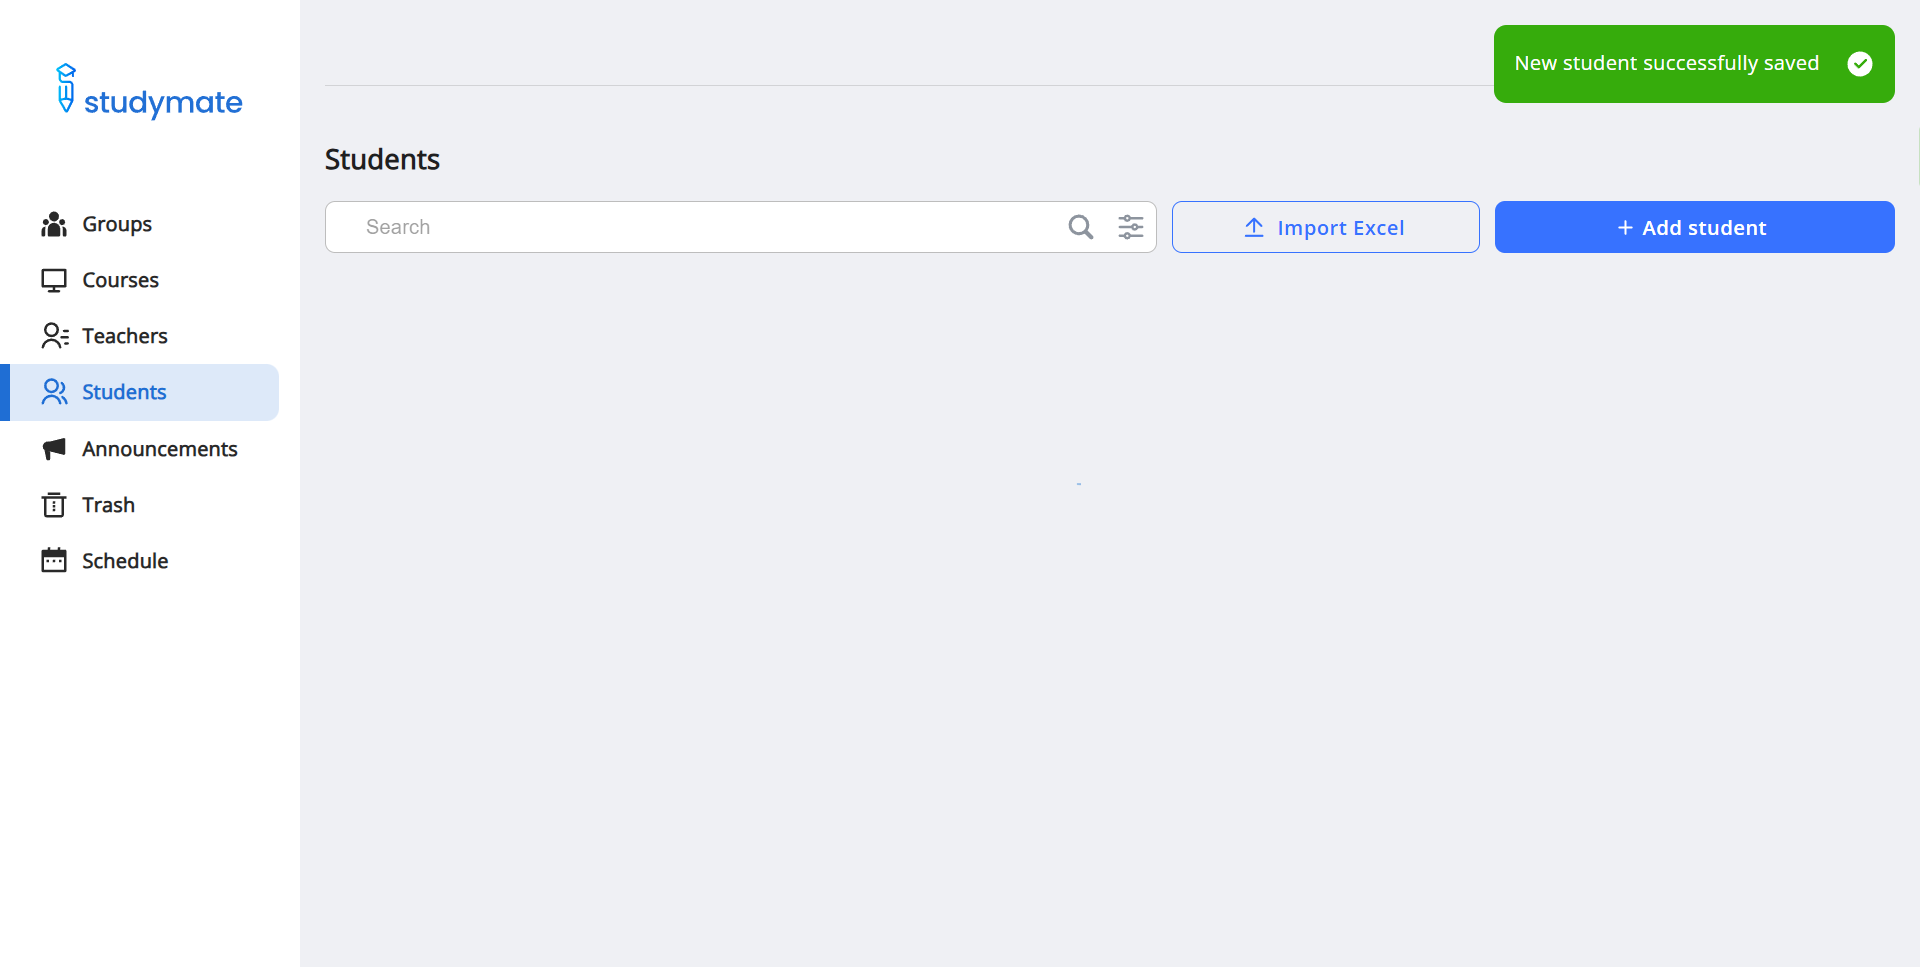 studymate
New student successfully saved
Groups
Courses
Teachers
Students
Announcements
Trash
Schedule
Students
Search
Import Excel
+ Add student